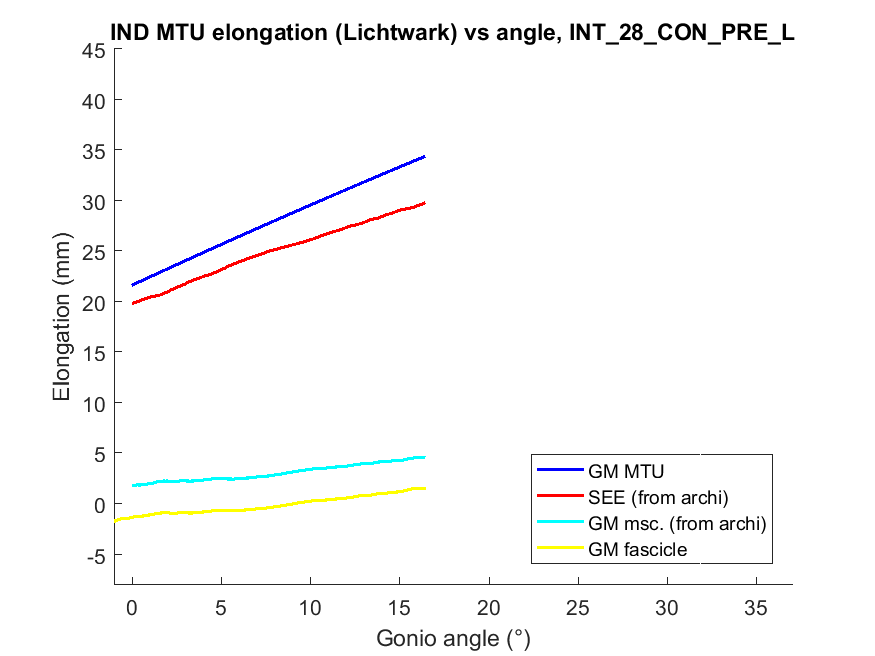 IND MTU elongation (Lichtwark) vs angle, INT_28_CON_PRE_L
45
40
35
30
25
20
15
10
5
0
-5
Elongation (mm)
GM MTU
SEE (from archi)
GM msc. (from archi)
GM fascicle
0 5 10 15 20 25 30 35
Gonio angle (°)